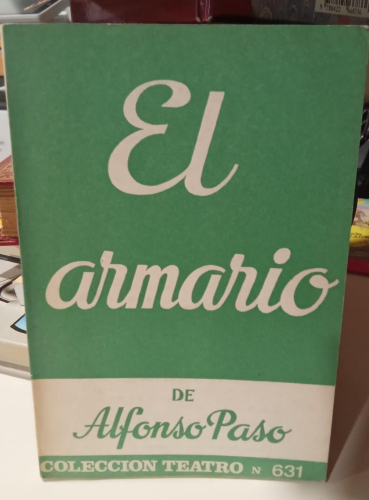 El
armario
DE
Alfonso Paso
COLECCION TEATRO N 631